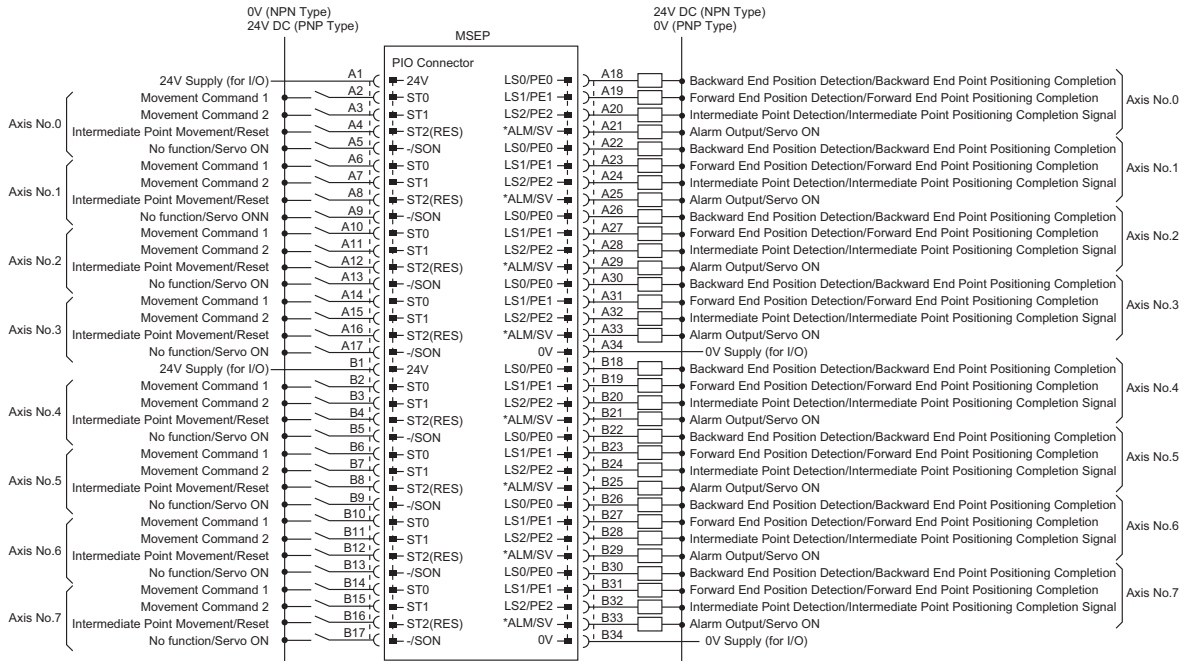 0V (NPN Type)
24V DC (PNP Type)
24V DC (NPN Type)
0V (PNP Type)
MSEP
PIO Connector
24V Supply (for I/O) A1 24V LS0/PE0 A18 Backward End Position Detection/Backward End Point Positioning Completion
Axis No.0
Movement Command 1 A2 ST0 LS1/PE1 A19 Forward End Position Detection/Forward End Point Positioning Completion
Axis No.0
Movement Command 2 A3 ST1 LS2/PE2 A20 Intermediate Point Detection/Intermediate Point Positioning Completion Signal
Intermediate Point Movement/Reset A4 ST2(RES) *ALM/SV A21 Alarm Output/Servo ON
No function/Servo ON A5 -/SON LS0/PE0 A22 Backward End Position Detection/Backward End Point Positioning Completion
Axis No.1
Movement Command 1 A6 ST0 LS1/PE1 A23 Forward End Position Detection/Forward End Point Positioning Completion
Axis No.1
Movement Command 2 A7 ST1 LS2/PE2 A24 Intermediate Point Detection/Intermediate Point Positioning Completion Signal
Intermediate Point Movement/Reset A8 ST2(RES) *ALM/SV A25 Alarm Output/Servo ON
No function/Servo ONN A9 -/SON LS0/PE0 A26 Backward End Position Detection/Backward End Point Positioning Completion
Axis No.2
Movement Command 1 A10 ST0 LS1/PE1 A27 Forward End Position Detection/Forward End Point Positioning Completion
Axis No.2
Movement Command 2 A11 ST1 LS2/PE2 A28 Intermediate Point Detection/Intermediate Point Positioning Completion Signal
Intermediate Point Movement/Reset A12 ST2(RES) *ALM/SV A29 Alarm Output/Servo ON
No function/Servo ON A13 -/SON LS0/PE0 A30 Backward End Position Detection/Backward End Point Positioning Completion
Axis No.3
Movement Command 1 A14 ST0 LS1/PE1 A31 Forward End Position Detection/Forward End Point Positioning Completion
Axis No.3
Movement Command 2 A15 ST1 LS2/PE2 A32 Intermediate Point Detection/Intermediate Point Positioning Completion Signal
Intermediate Point Movement/Reset A16 ST2(RES) *ALM/SV A33 Alarm Output/Servo ON
No function/Servo ON A17 -/SON 0V A34 0V Supply (for I/O)
24V Supply (for I/O) B1 24V LS0/PE0 B18 Backward End Position Detection/Backward End Point Positioning Completion
Axis No.4
Movement Command 1 B2 ST0 LS1/PE1 B19 Forward End Position Detection/Forward End Point Positioning Completion
Axis No.4
Movement Command 2 B3 ST1 LS2/PE2 B20 Intermediate Point Detection/Intermediate Point Positioning Completion Signal
Intermediate Point Movement/Reset B4 ST2(RES) *ALM/SV B21 Alarm Output/Servo ON
No function/Servo ON B5 -/SON LS0/PE0 B22 Backward End Position Detection/Backward End Point Positioning Completion
Axis No.5
Movement Command 1 B6 ST0 LS1/PE1 B23 Forward End Position Detection/Forward End Point Positioning Completion
Axis No.5
Movement Command 2 B7 ST1 LS2/PE2 B24 Intermediate Point Detection/Intermediate Point Positioning Completion Signal
Intermediate Point Movement/Reset B8 ST2(RES) *ALM/SV B25 Alarm Output/Servo ON
No function/Servo ON B9 -/SON LS0/PE0 B26 Backward End Position Detection/Backward End Point Positioning Completion
Axis No.6
Movement Command 1 B10 ST0 LS1/PE1 B27 Forward End Position Detection/Forward End Point Positioning Completion
Axis No.6
Movement Command 2 B11 ST1 LS2/PE2 B28 Intermediate Point Detection/Intermediate Point Positioning Completion Signal
Intermediate Point Movement/Reset B12 ST2(RES) *ALM/SV B29 Alarm Output/Servo ON
No function/Servo ON B13 -/SON LS0/PE0 B30 Backward End Position Detection/Backward End Point Positioning Completion
Axis No.7
Movement Command 1 B14 ST0 LS1/PE1 B31 Forward End Position Detection/Forward End Point Positioning Completion
Axis No.7
Movement Command 2 B15 ST1 LS2/PE2 B32 Intermediate Point Detection/Intermediate Point Positioning Completion Signal
Intermediate Point Movement/Reset B16 ST2(RES) *ALM/SV B33 Alarm Output/Servo ON
No function/Servo ON B17 -/SON 0V B34 0V Supply (for I/O)